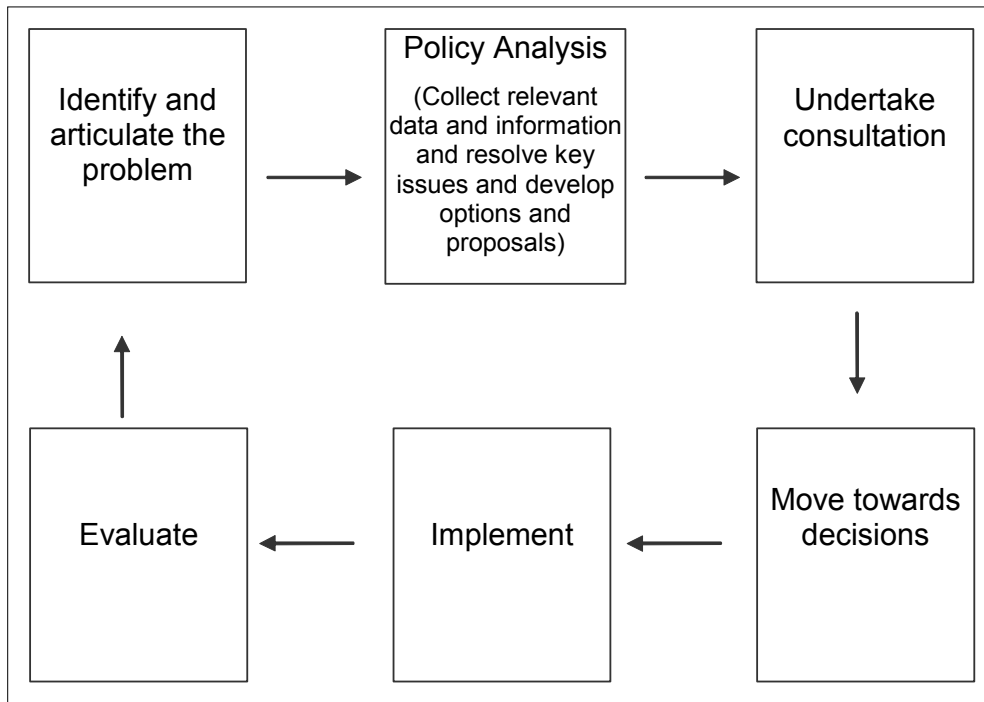 Identify and
articulate the
problem
Policy Analysis
(Collect relevant
data and information
and resolve key
issues and develop
options and
proposals)
Undertake
consultation
Move towards
decisions
Implement
Evaluate